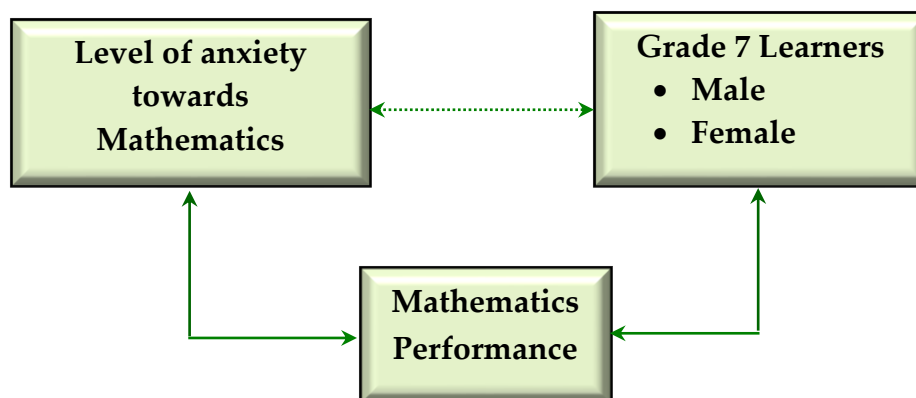 Level of anxiety
towards
Mathematics
Grade 7 Learners
• Male
• Female
Mathematics
Performance